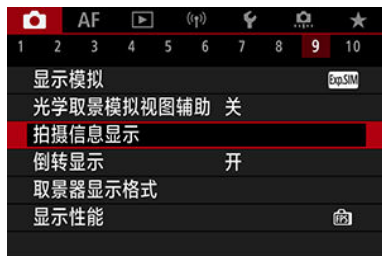 AF
1 2 3 4 5 6 7 8 9 10
显示模拟 Exp.SIM
光学取景模拟视图辅助 关
拍摄信息显示
倒转显示 开
取景器显示格式
显示性能 FPS